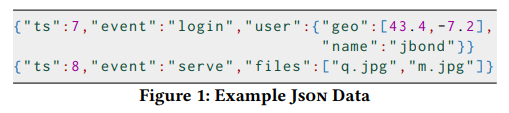 {"ts":7,"event":"login","user":{"geo":[43.4,-7.2],
"name":"jbond"}}
{"ts":8,"event":"serve","files":["q.jpg","m.jpg"]}
Figure 1: Example JSON Data